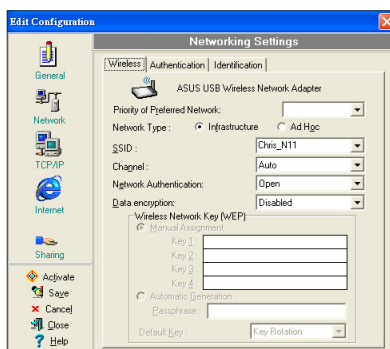 Edit Configuration
Networking Settings
General
Network
TCP/IP
Internet
Sharing
Activate
Save
Cancel
Close
Help
Wireless Authentication Identification
ASUS USB Wireless Network Adapter
Priority of Preferred Network:
Network Type : Infrastructure Ad Hoc
SSID : Chris_N11
Channel : Auto
Network Authentication: Open
Data encryption: Disabled
Wireless Network Key (WEP)
Manual Assignment
Key 1 :
Key 2 :
Key 3 :
Key 4 :
Automatic Generation
Passphrase :
Default Key : Key Rotation